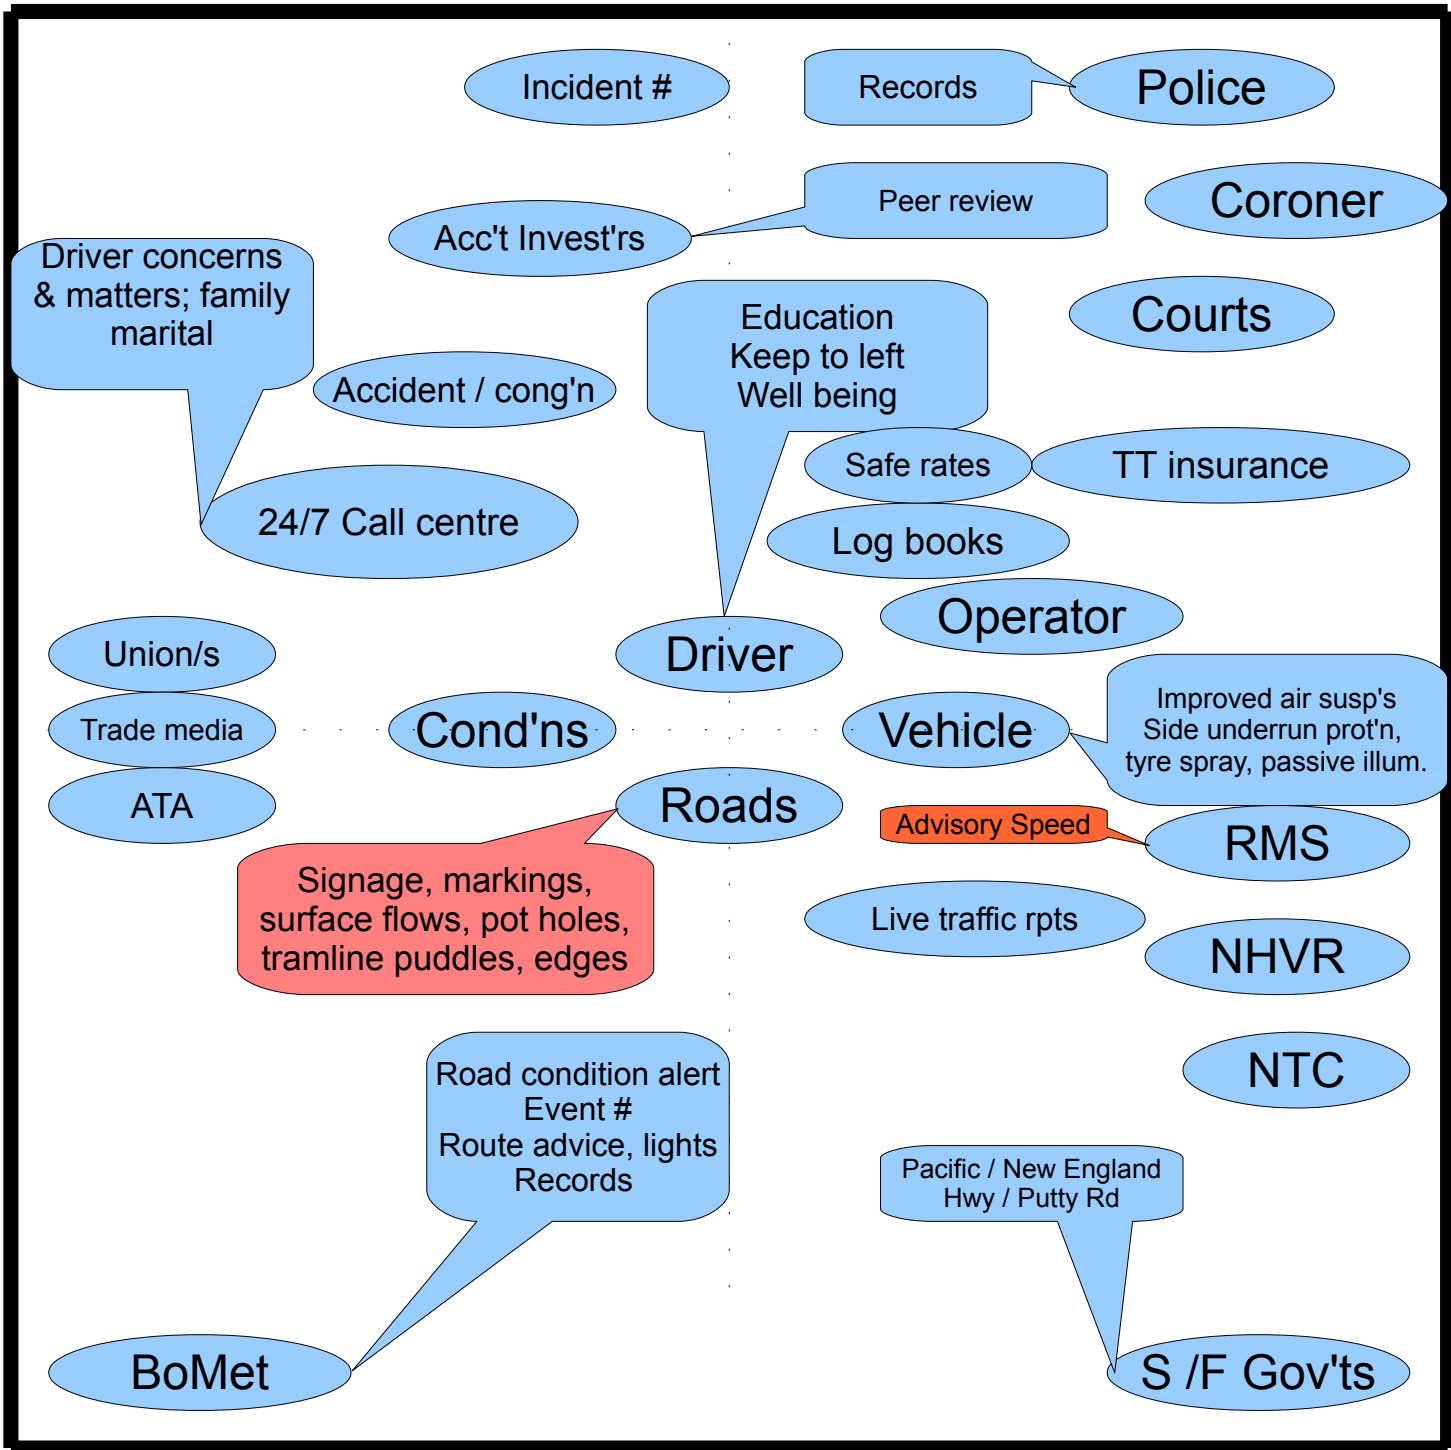 Incident #
Records
Police
Peer review
Coroner
Acc't Invest'rs
Driver concerns
& matters; family
marital
Education
Keep to left
Well being
Courts
Accident / cong'n
Safe rates
TT insurance
24/7 Call centre
Log books
Operator
Union/s
Driver
Trade media
Cond'ns
Vehicle
Improved air susp's
Side underrun prot'n,
tyre spray, passive illum.
ATA
Roads
Advisory Speed
RMS
Signage, markings,
surface flows, pot holes,
tramline puddles, edges
Live traffic rpts
NHVR
Road condition alert
Event #
Route advice, lights
Records
NTC
Pacific / New England
Hwy / Putty Rd
BoMet
S /F Gov'ts